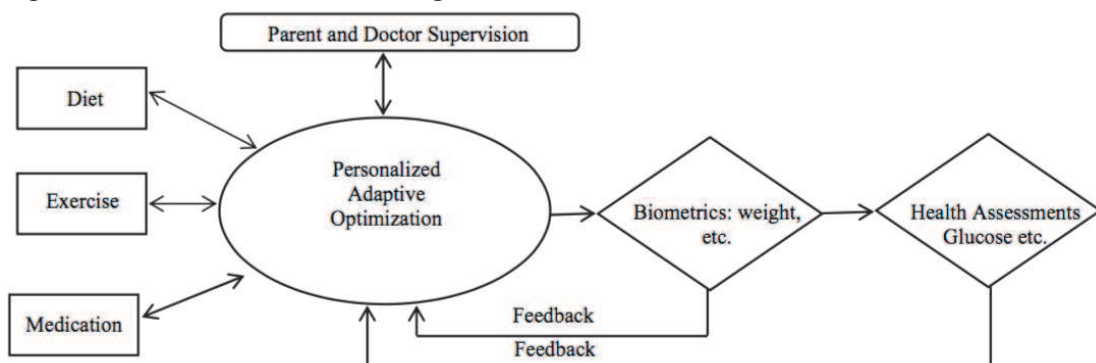 Parent and Doctor Supervision
Diet
Exercise
Medication
Personalized
Adaptive
Optimization
Biometrics: weight,
etc.
Health Assessments
Glucose etc.
Feedback
Feedback